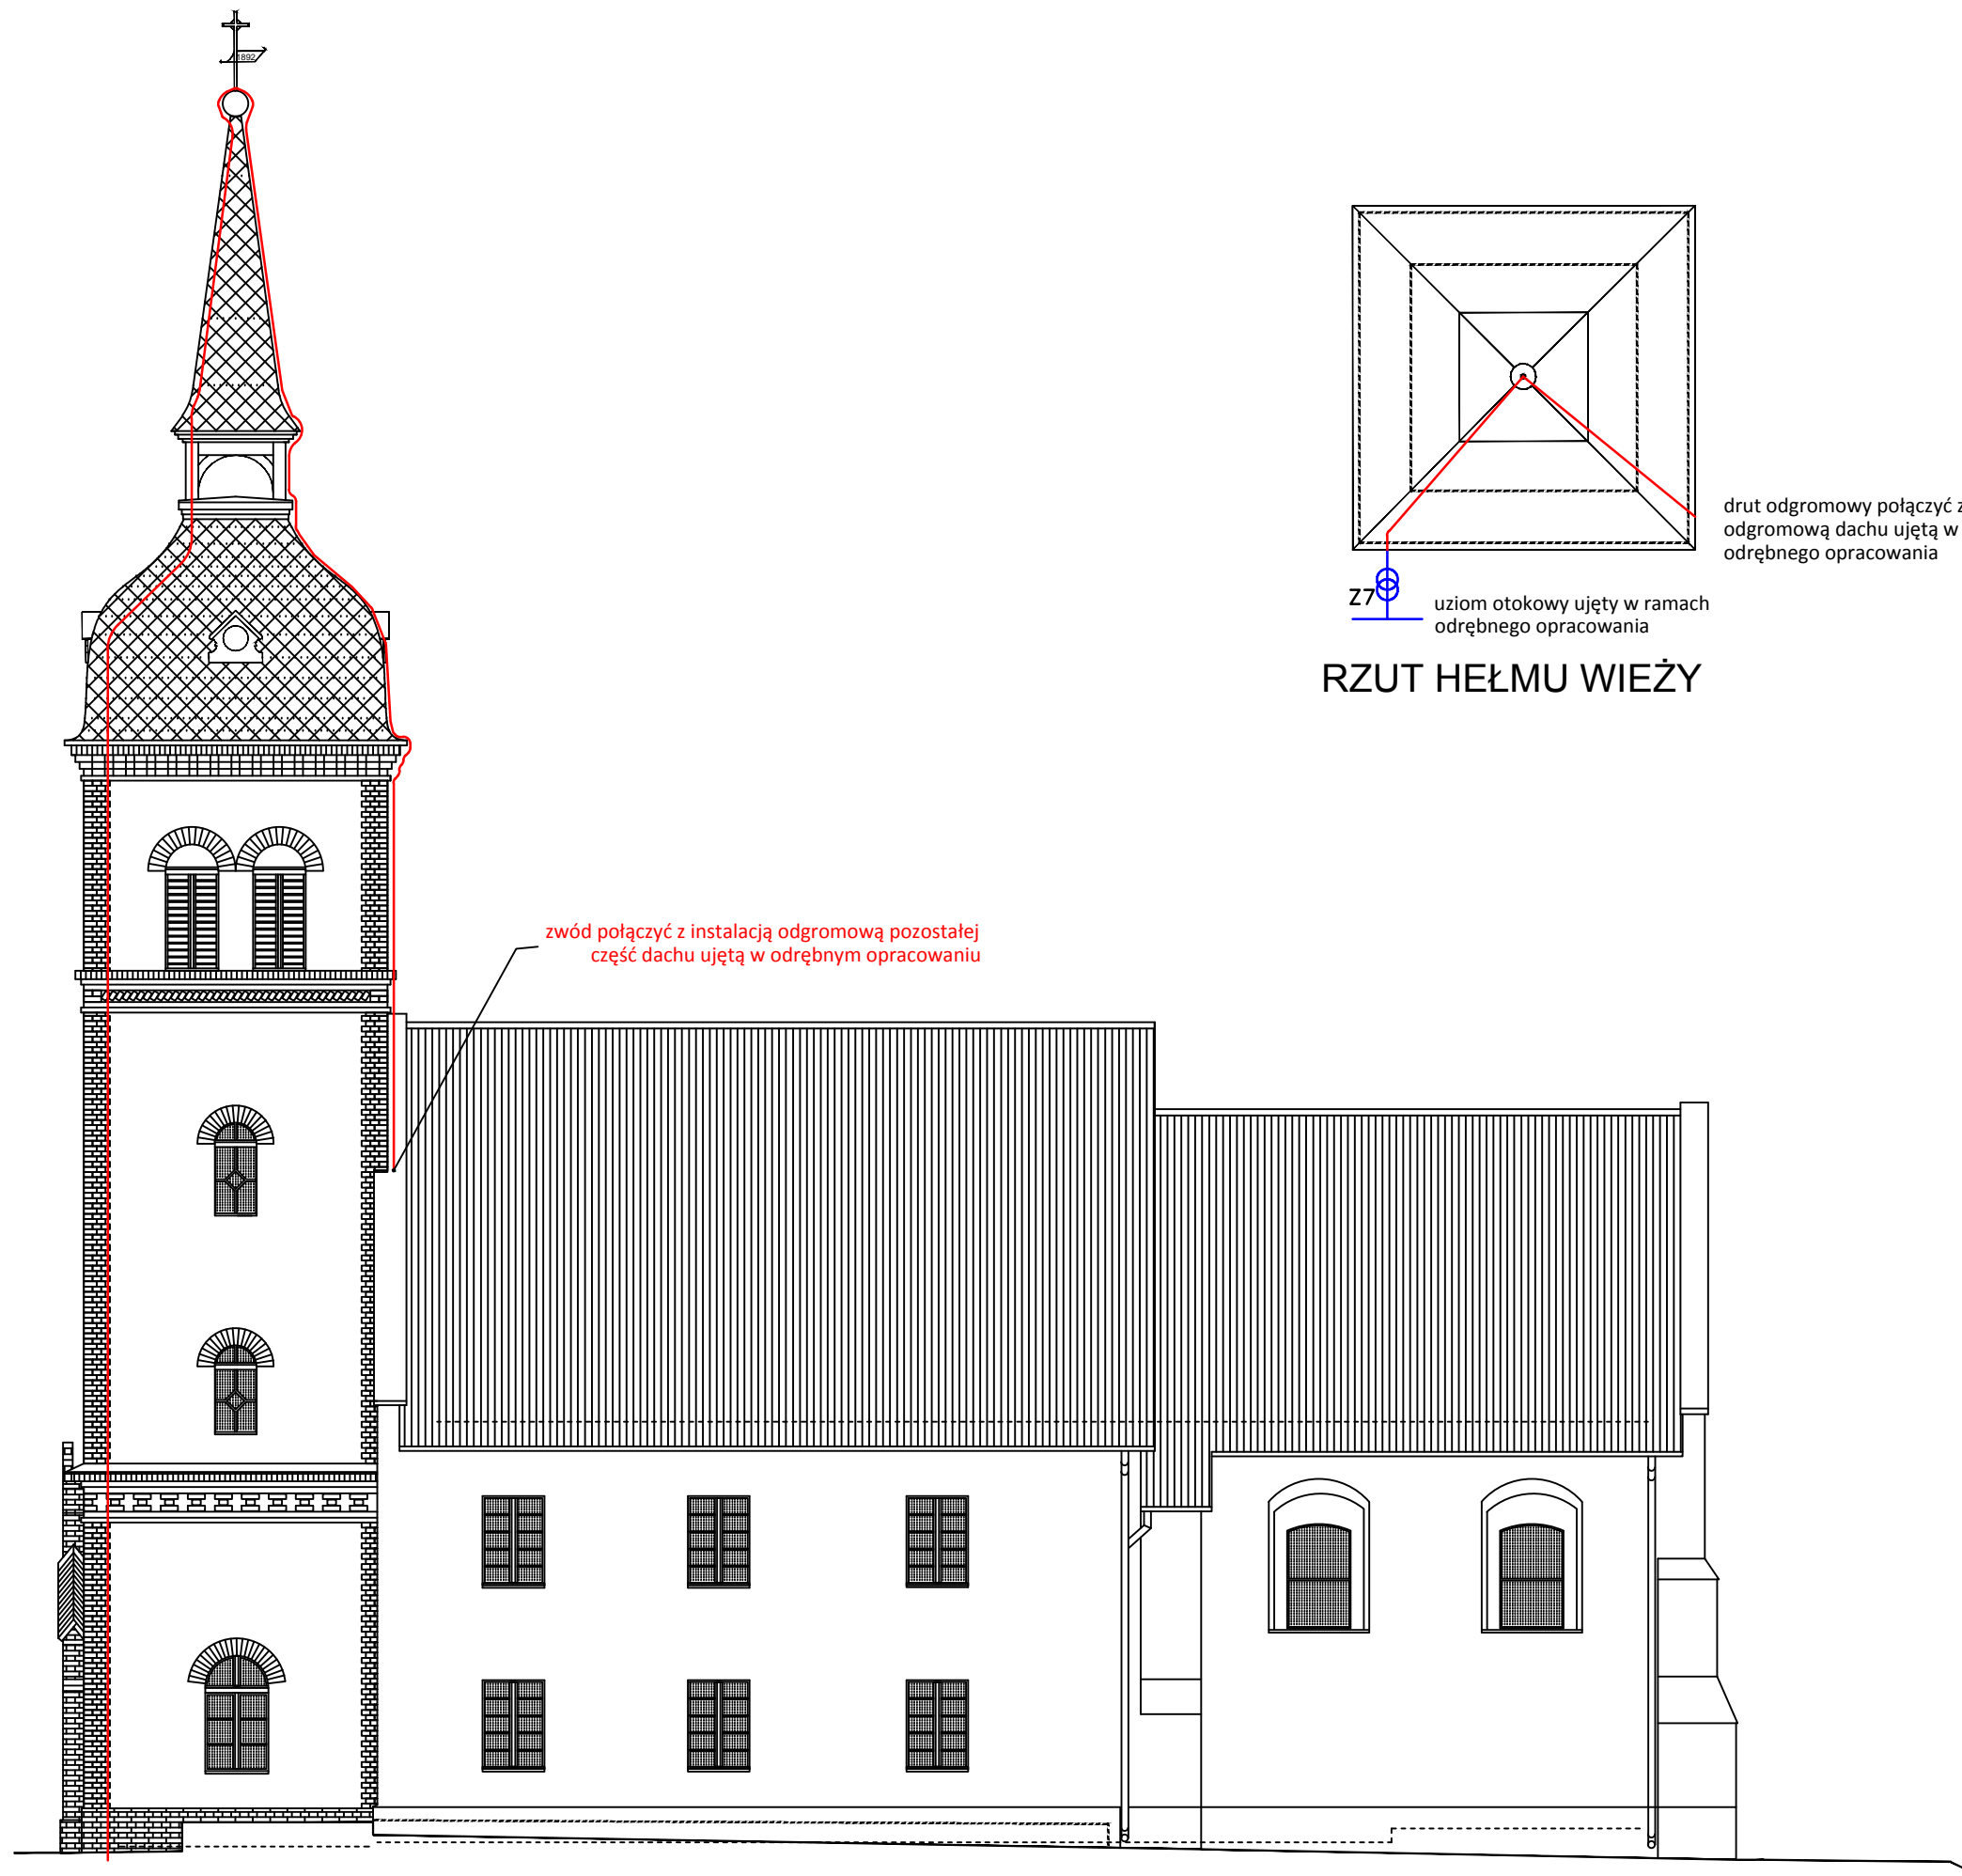 1892
drut odgromowy połączyć z
odgromową dachu ujętą w
odrębnego opracowania
Z7
uziom otokowy ujęty w ramach
odrębnego opracowania
RZUT HEŁMU WIEŻY
zwód połączyć z instalacją odgromową pozostałej
część dachu ujętą w odrębnym opracowaniu